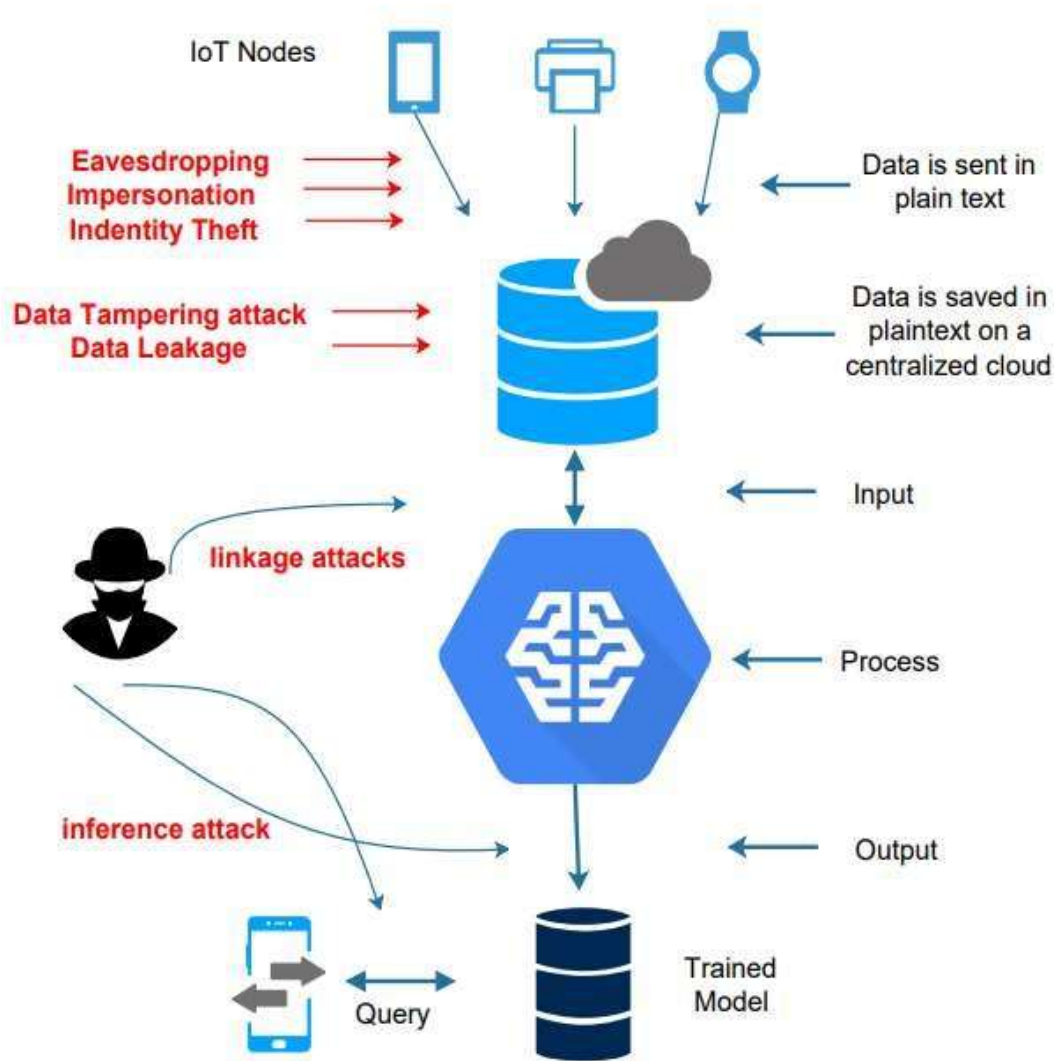 IoT Nodes
Eavesdropping
Impersonation
Indentity Theft
Data is sent in
plain text
Data Tampering attack
Data Leakage
Data is saved in
plaintext on a
centralized cloud
Input
linkage attacks
Process
inference attack
Output
Query
Trained
Model